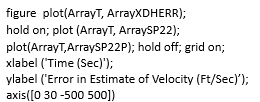 figure  plot(ArrayT, ArrayXDHERR);
hold on; plot (ArrayT, ArraySP22);
plot(ArrayT,ArraySP22P); hold off; grid on;
xlabel ('Time (Sec)');
ylabel ('Error in Estimate of Velocity (Ft/Sec)');
axis([0 30 -500 500])